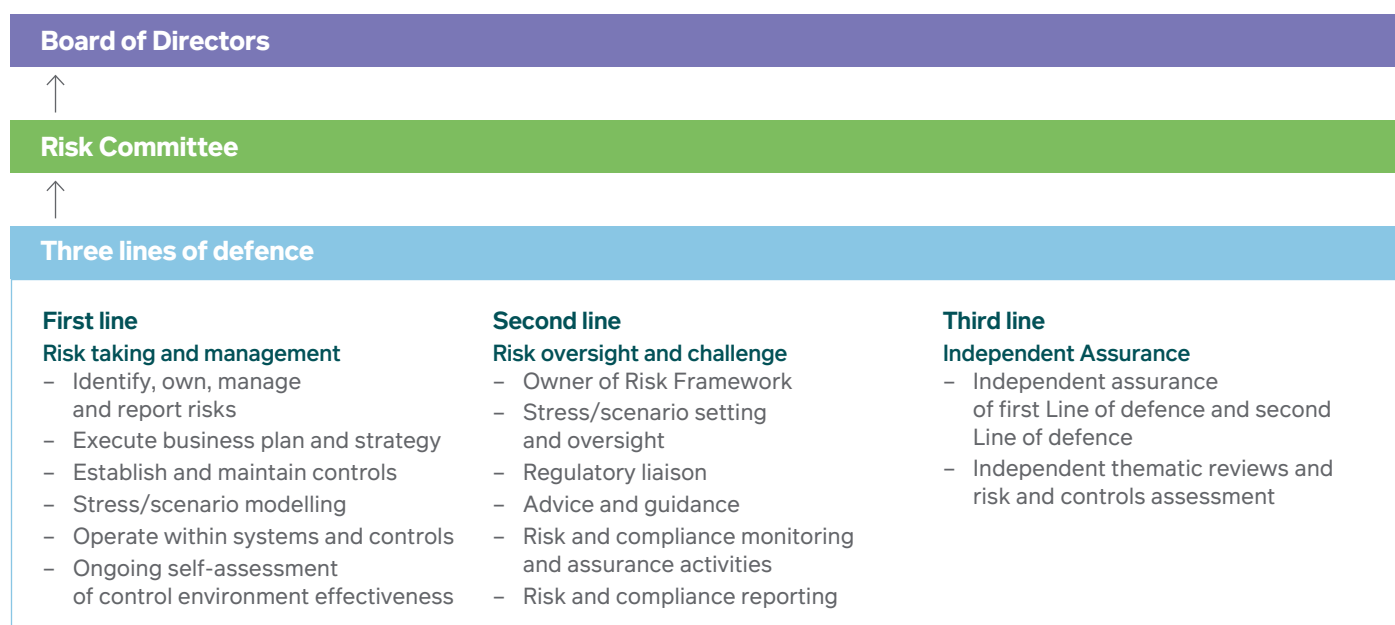 Board of Directors
Risk Committee
Three lines of defence
First line
Risk taking and management
– Identify, own, manage
and report risks
– Execute business plan and strategy
– Establish and maintain controls
– Stress/scenario modelling
– Operate within systems and controls
– Ongoing self-assessment
of control environment effectiveness
Second line
Risk oversight and challenge
– Owner of Risk Framework
– Stress/scenario setting
and oversight
– Regulatory liaison
– Advice and guidance
– Risk and compliance monitoring
and assurance activities
– Risk and compliance reporting
Third line
Independent Assurance
– Independent assurance
of first Line of defence and second
Line of defence
– Independent thematic reviews and
risk and controls assessment